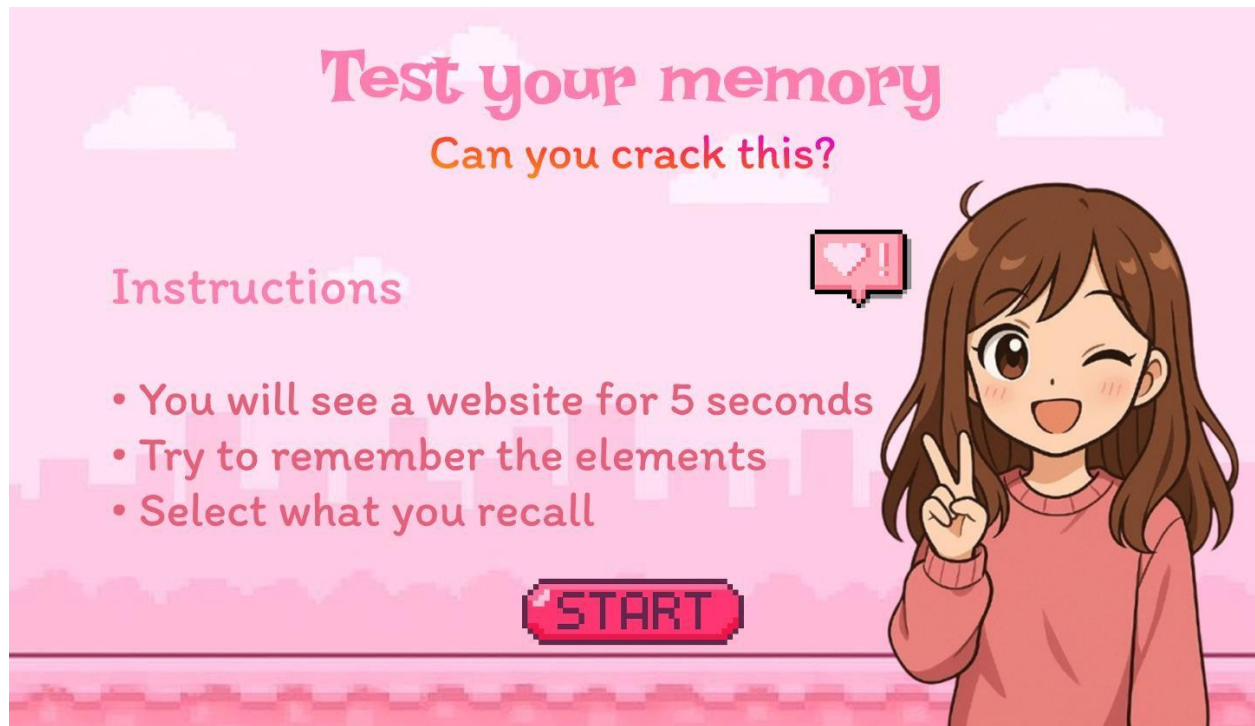 Test your memory
Can you crack this?
Instructions
• You will see a website for 5 seconds
• Try to remember the elements
• Select what you recall
START